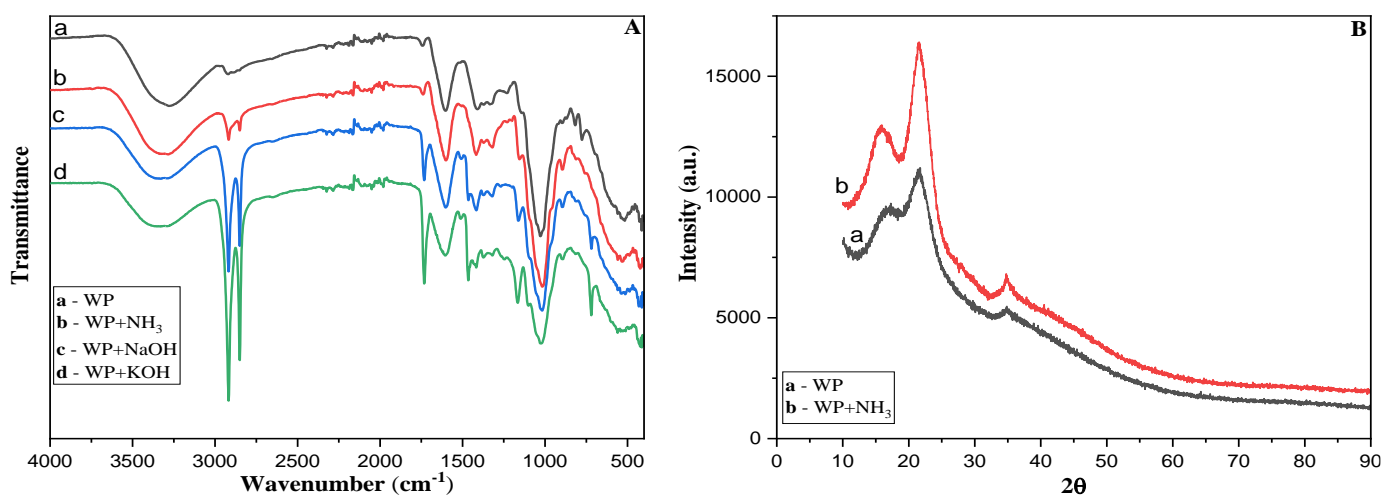 A
a
b
c
d
Transmittance
a - WP
b - WP+NH₃
c - WP+NaOH
d - WP+KOH
4000 3500 3000 2500 2000 1500 1000 500
Wavenumber (cm⁻¹)
B
15000
10000
5000
0
Intensity (a.u.)
b
a
a - WP
b - WP+NH₃
0 10 20 30 40 50 60 70 80 90
2θ